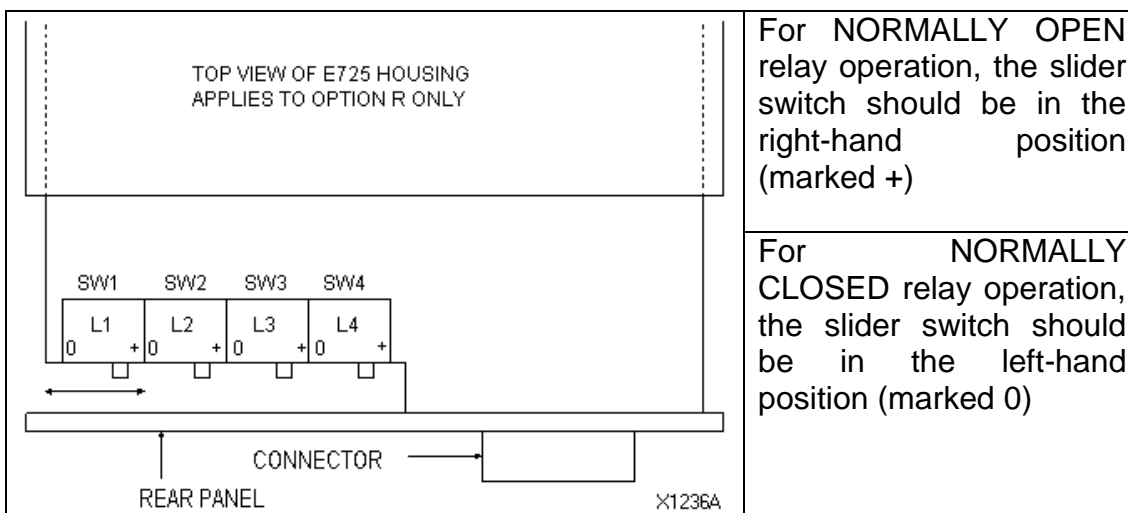 TOP VIEW OF E725 HOUSING
APPLIES TO OPTION R ONLY
SW1 SW2 SW3 SW4
L1 L2 L3 L4
0 + 0 + 0 + 0 +
CONNECTOR
REAR PANEL
X1236A
For NORMALLY OPEN
relay operation, the slider
switch should be in the
right-hand position
(marked +)
For NORMALLY
CLOSED relay operation,
the slider switch should
be in the left-hand
position (marked 0)